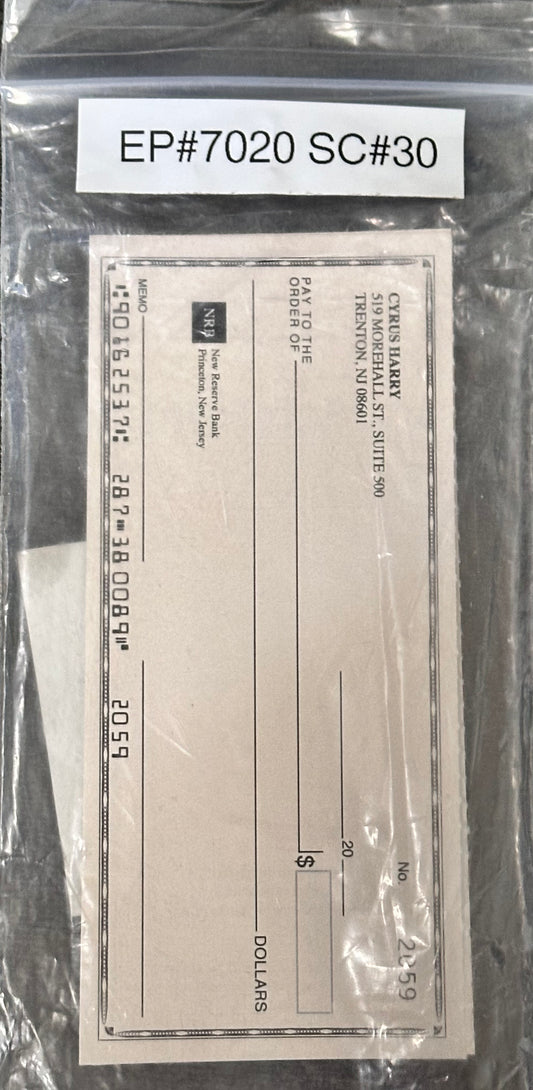 EP#7020 SC#30
CYRUS HARRY
519 MOREHALL ST., SUITE 500
TRENTON, NJ 08601
No. 2059
20
PAY TO THE
ORDER OF
$
DOLLARS
NRB
New Reserve Bank
Princeton, New Jersey
MEMO
⑆901625317⑆ 287⑉380089⑈ 2059